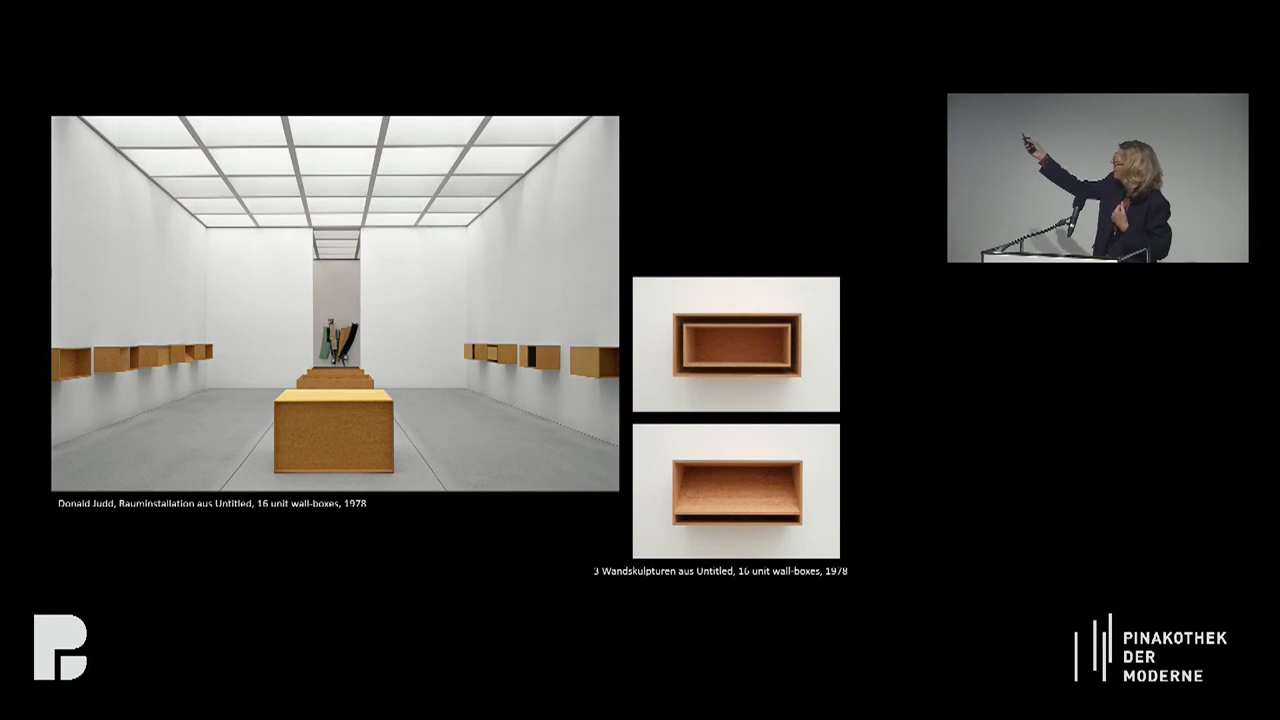 Donald Judd, Rauminstallation aus Untitled, 16 unit wall-boxes, 1978
3 Wandskulpturen aus Untitled, 16 unit wall-boxes, 1978
PINAKOTHEK
DER
MODERNE